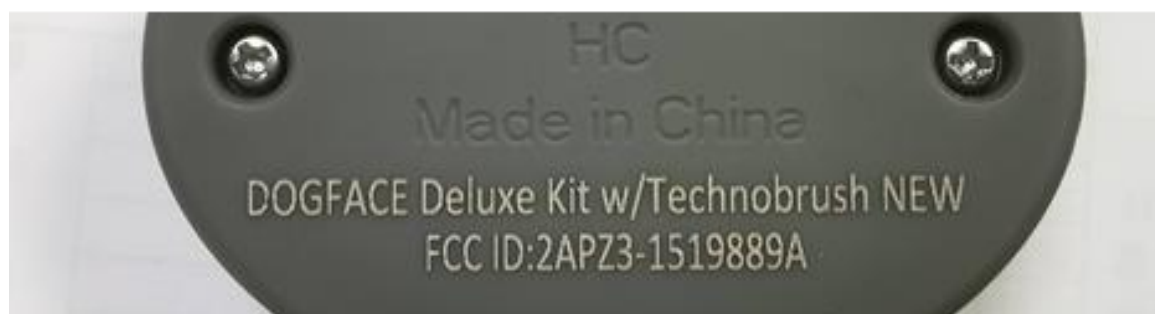 HC
Made in China
DOGFACE Deluxe Kit w/Technobrush NEW
FCC ID:2APZ3-1519889A